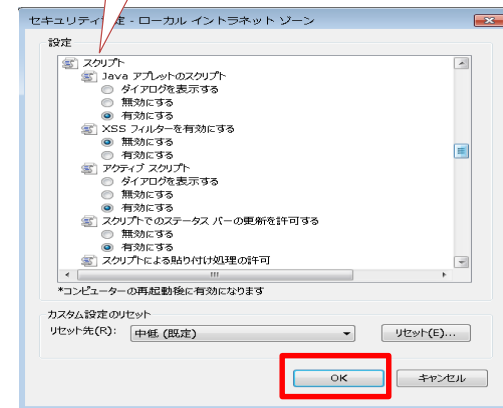 セキュリティ設定 - ローカル イントラネット ゾーン
設定
スクリプト
Java アプレットのスクリプト
ダイアログを表示する
無効にする
有効にする
XSS フィルターを有効にする
無効にする
有効にする
アクティブ スクリプト
ダイアログを表示する
無効にする
有効にする
スクリプトでのステータス バーの更新を許可する
無効にする
有効にする
スクリプトによる貼り付け処理の許可
*コンピューターの再起動後に有効になります
カスタム設定のリセット
リセット先(R): 中低 (既定) リセット(E)...
OK キャンセル